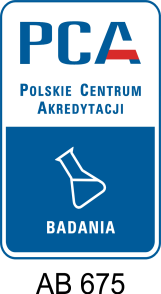 PCA
POLSKIE CENTRUM
AKREDYTACJI
BADANIA
AB 675